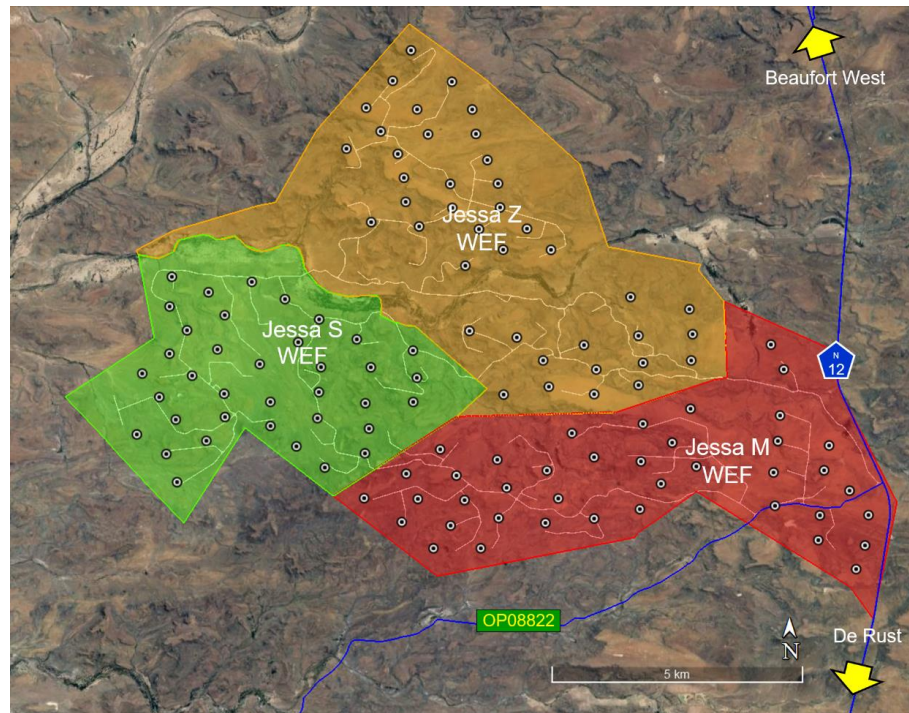 Beaufort West
Jessa Z
WEF
Jessa S
WEF
N
12
Jessa M
WEF
OP08822
De Rust
N
5 km